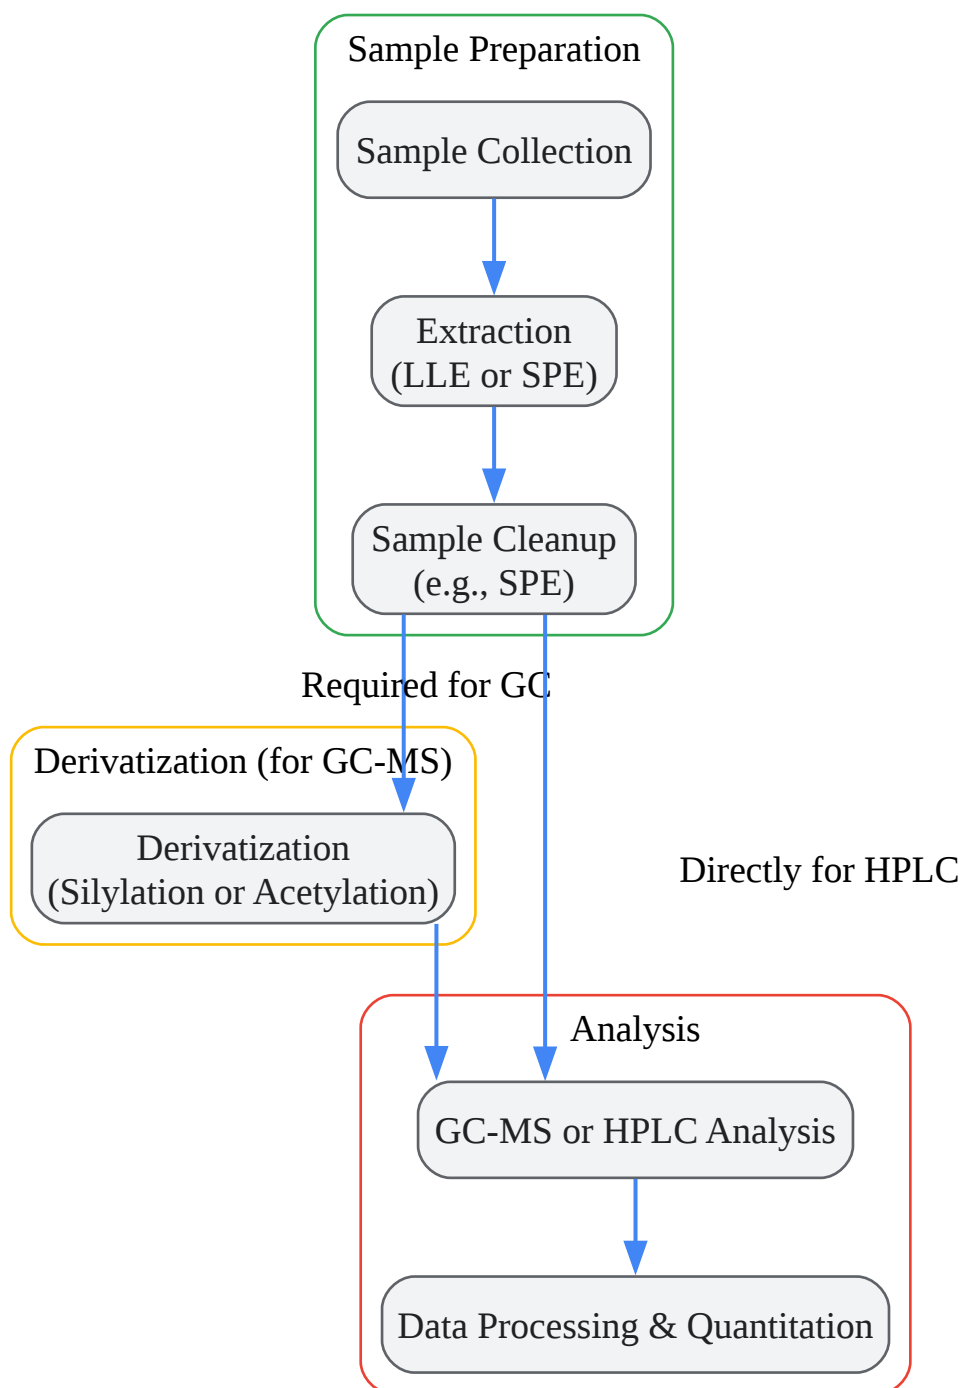 Sample Preparation
Sample Collection
Extraction
(LLE or SPE)
Sample Cleanup
(e.g., SPE)
Required for GC
Derivatization (for GC-MS)
Derivatization
(Silylation or Acetylation)
Directly for HPLC
Analysis
GC-MS or HPLC Analysis
Data Processing & Quantitation